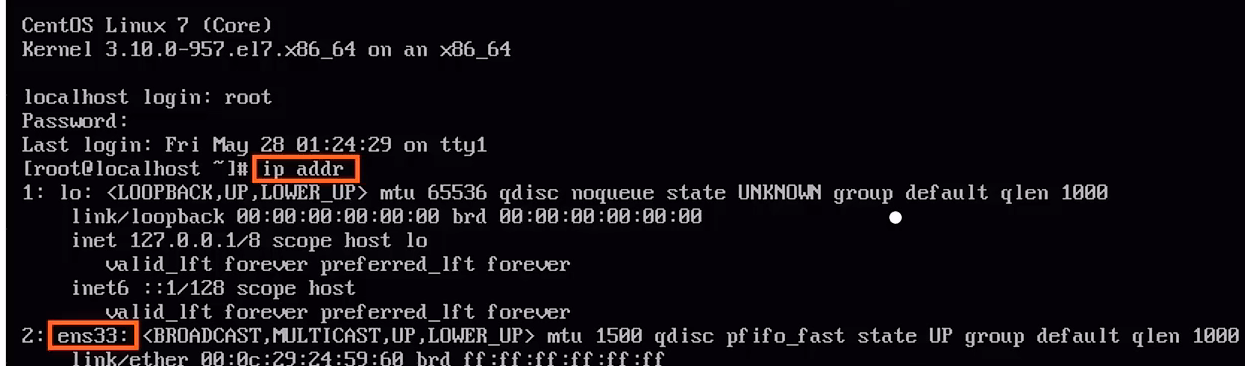 CentOS Linux 7 (Core)
Kernel 3.10.0-957.el7.x86_64 on an x86_64
localhost login: root
Password:
Last login: Fri May 28 01:24:29 on tty1
[root@localhost ~]# ip addr
1: lo: <LOOPBACK,UP,LOWER_UP> mtu 65536 qdisc noqueue state UNKNOWN group default qlen 1000
link/loopback 00:00:00:00:00:00 brd 00:00:00:00:00:00
inet 127.0.0.1/8 scope host lo
valid_lft forever preferred_lft forever
inet6 ::1/128 scope host
valid_lft forever preferred_lft forever
2: ens33: <BROADCAST,MULTICAST,UP,LOWER_UP> mtu 1500 qdisc pfifo_fast state UP group default qlen 1000
link/ether 00:0c:29:24:59:60 brd ff:ff:ff:ff:ff:ff